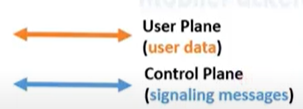 User Plane
(user data)
Control Plane
(signaling messages)